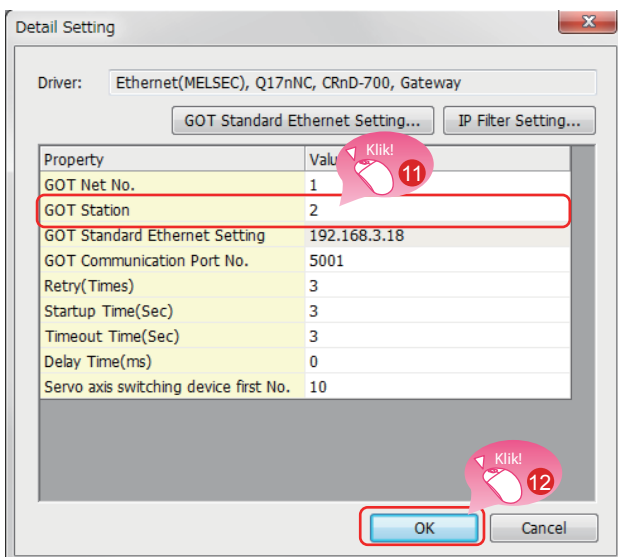 Detail Setting
X
Driver: Ethernet(MELSEC), Q17nNC, CRnD-700, Gateway
GOT Standard Ethernet Setting... IP Filter Setting...
Property Valu
Klik!
11
GOT Net No. 1
GOT Station 2
GOT Standard Ethernet Setting 192.168.3.18
GOT Communication Port No. 5001
Retry(Times) 3
Startup Time(Sec) 3
Timeout Time(Sec) 3
Delay Time(ms) 0
Servo axis switching device first No. 10
Klik!
12
OK Cancel